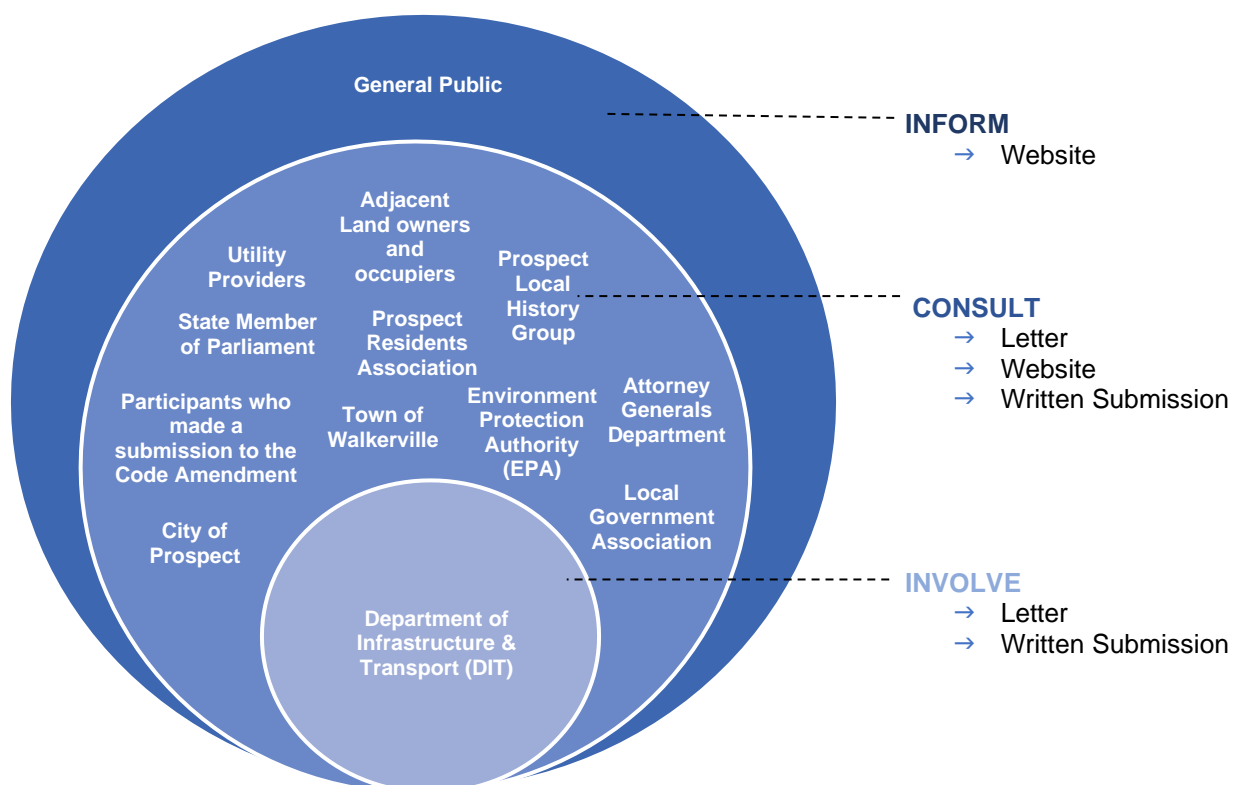 General Public
INFORM
→ Website
Adjacent
Land owners
and
occupiers
Utility
Providers
Prospect
Local
History
Group
CONSULT
→ Letter
→ Website
→ Written Submission
State Member
of Parliament
Prospect
Residents
Association
Participants who
made a
submission to the
Code Amendment
Town of
Walkerville
Environment
Protection
Authority
(EPA)
Attorney
Generals
Department
City of
Prospect
Local
Government
Association
INVOLVE
→ Letter
→ Written Submission
Department of
Infrastructure &
Transport (DIT)